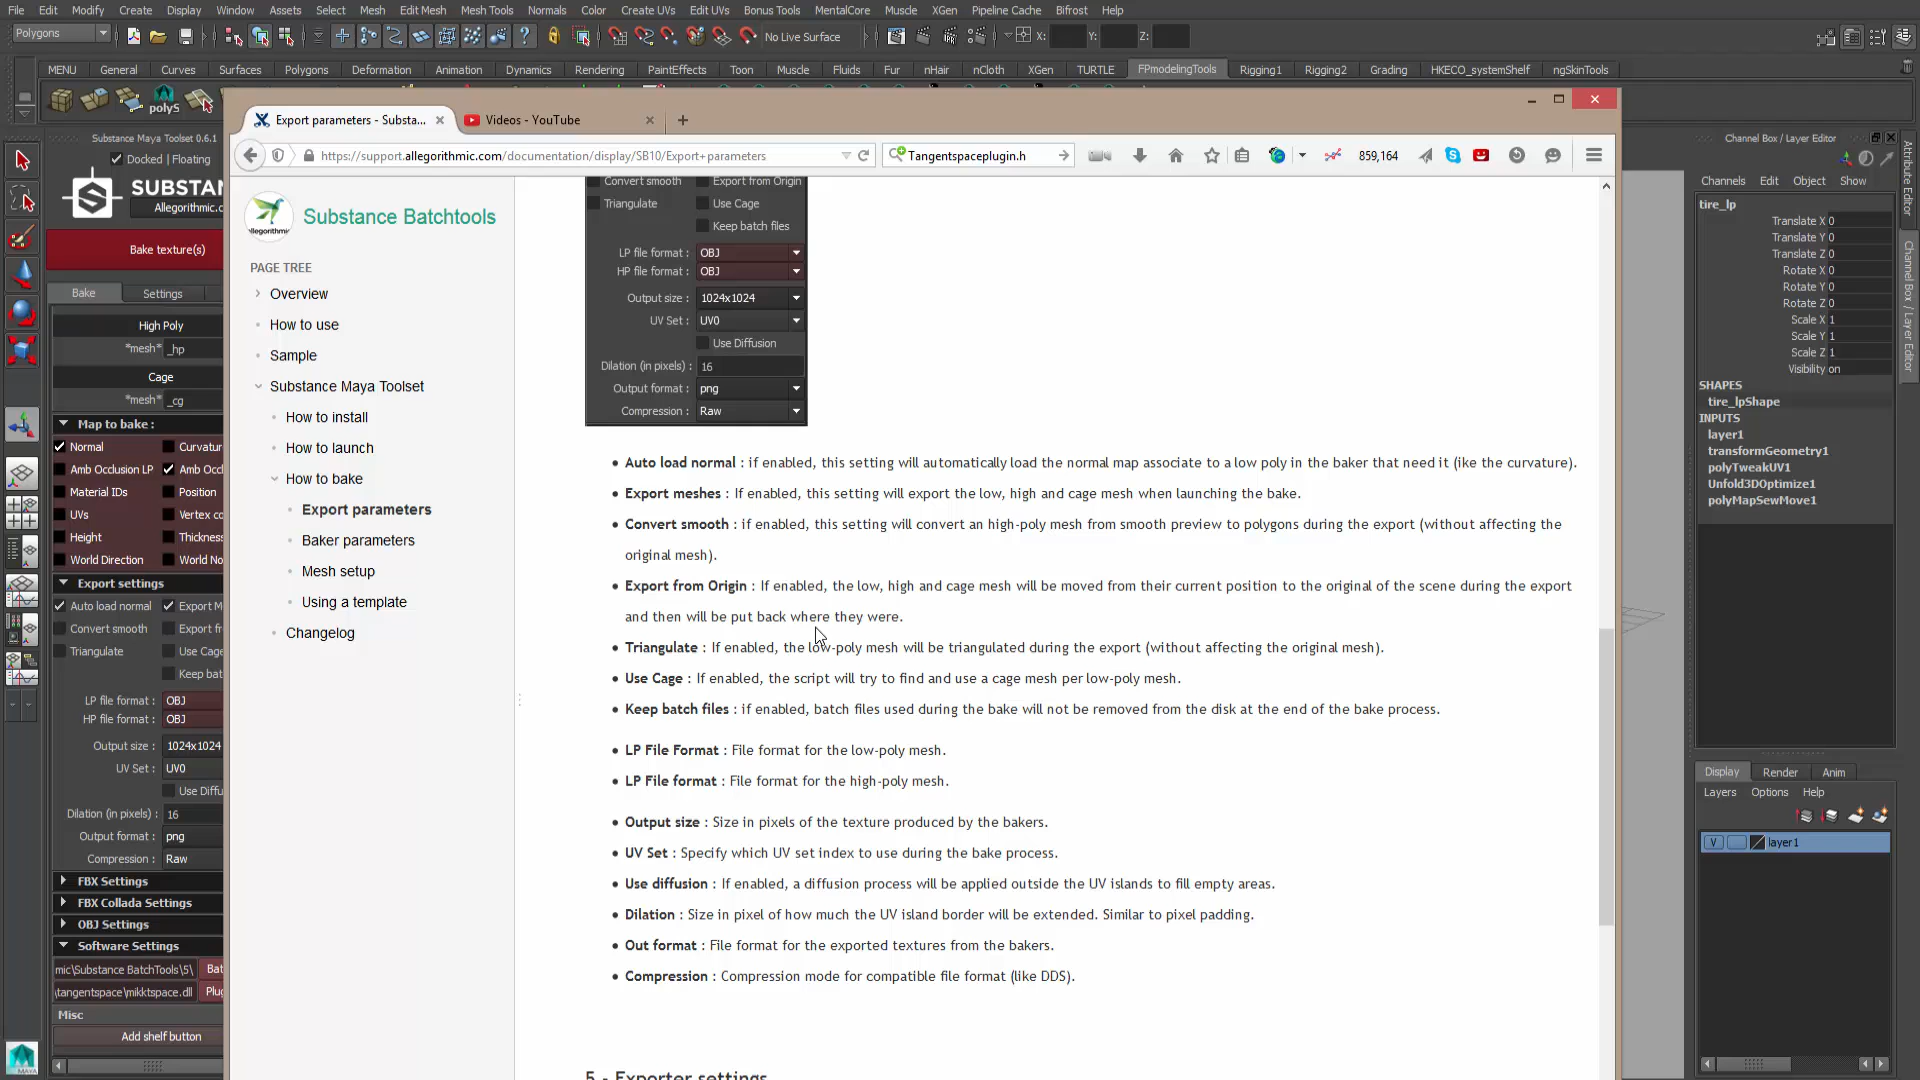 File Edit Modify Create Display Window Assets Select Mesh Edit Mesh Mesh Tools Normals Color Create UVs Edit UVs Bonus Tools MentalCore Muscle XGen Pipeline Cache Bifrost Help
Polygons No Live Surface X: Y: Z:
MENU General Curves Surfaces Polygons Deformation Animation Dynamics Rendering PaintEffects Toon Muscle Fluids Fur nHair nCloth XGen TURTLE FPmodelingTools Rigging1 Rigging2 Grading HKECO_systemShelf ngSkinTools
polyS
Substance Maya Toolset 0.6.1
Docked | Floating
SUBSTAN
Allegorithmic.c
Bake texture(s)
Bake Settings
High Poly
*mesh* _hp
Cage
*mesh* _cg
Map to bake :
Normal Curvatur
Amb Occlusion LP Amb Occl
Material IDs Position
UVs Vertex co
Height Thickness
World Direction World No
Export settings
Auto load normal Export M
Convert smooth Export fr
Triangulate Use Cage
Keep bat
LP file format : OBJ
HP file format : OBJ
Output size : 1024x1024
UV Set : UV0
Use Diffu
Dilation (in pixels) : 16
Output format : png
Compression : Raw
FBX Settings
FBX Collada Settings
OBJ Settings
Software Settings
mic\Substance BatchTools\5\ Bat
\tangentspace\mikktspace.dll Plug
Misc
Add shelf button
MAYA
Export parameters - Substa... Videos - YouTube
https://support.allegorithmic.com/documentation/display/SB10/Export+parameters Tangentspaceplugin.h 859,164
allegorithmic
Substance Batchtools
PAGE TREE
Overview
How to use
Sample
Substance Maya Toolset
How to install
How to launch
How to bake
Export parameters
Baker parameters
Mesh setup
Using a template
Changelog
Convert smooth Export from Origin
Triangulate Use Cage
Keep batch files
LP file format : OBJ
HP file format : OBJ
Output size : 1024x1024
UV Set : UV0
Use Diffusion
Dilation (in pixels) : 16
Output format : png
Compression : Raw
• Auto load normal : if enabled, this setting will automatically load the normal map associate to a low poly in the baker that need it (ike the curvature).
• Export meshes : If enabled, this setting will export the low, high and cage mesh when launching the bake.
• Convert smooth : if enabled, this setting will convert an high-poly mesh from smooth preview to polygons during the export (without affecting the
original mesh).
• Export from Origin : If enabled, the low, high and cage mesh will be moved from their current position to the original of the scene during the export
and then will be put back where they were.
• Triangulate : If enabled, the low-poly mesh will be triangulated during the export (without affecting the original mesh).
• Use Cage : If enabled, the script will try to find and use a cage mesh per low-poly mesh.
• Keep batch files : if enabled, batch files used during the bake will not be removed from the disk at the end of the bake process.
• LP File Format : File format for the low-poly mesh.
• LP File format : File format for the high-poly mesh.
• Output size : Size in pixels of the texture produced by the bakers.
• UV Set : Specify which UV set index to use during the bake process.
• Use diffusion : If enabled, a diffusion process will be applied outside the UV islands to fill empty areas.
• Dilation : Size in pixel of how much the UV island border will be extended. Similar to pixel padding.
• Out format : File format for the exported textures from the bakers.
• Compression : Compression mode for compatible file format (like DDS).
5 - Exporter settings
Channel Box / Layer Editor
Channels Edit Object Show
tire_lp
Translate X 0
Translate Y 0
Translate Z 0
Rotate X 0
Rotate Y 0
Rotate Z 0
Scale X 1
Scale Y 1
Scale Z 1
Visibility on
SHAPES
tire_lpShape
INPUTS
layer1
transformGeometry1
polyTweakUV1
Unfold3DOptimize1
polyMapSewMove1
Display Render Anim
Layers Options Help
V layer1
Attribute Editor
Channel Box / Layer Editor